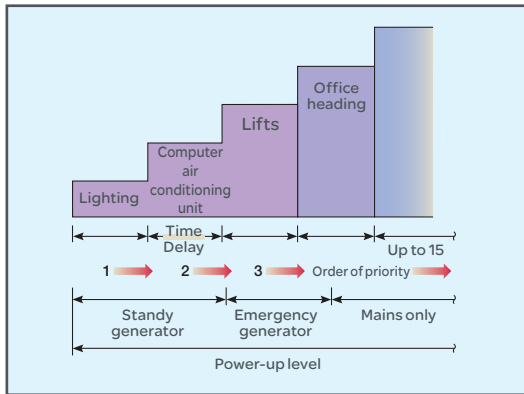 Office
heading
Lifts
Computer
air
conditioning
unit
Lighting
Time
Delay
Up to 15
1
2
3
Order of priority
Standy
generator
Emergency
generator
Mains only
Power-up level